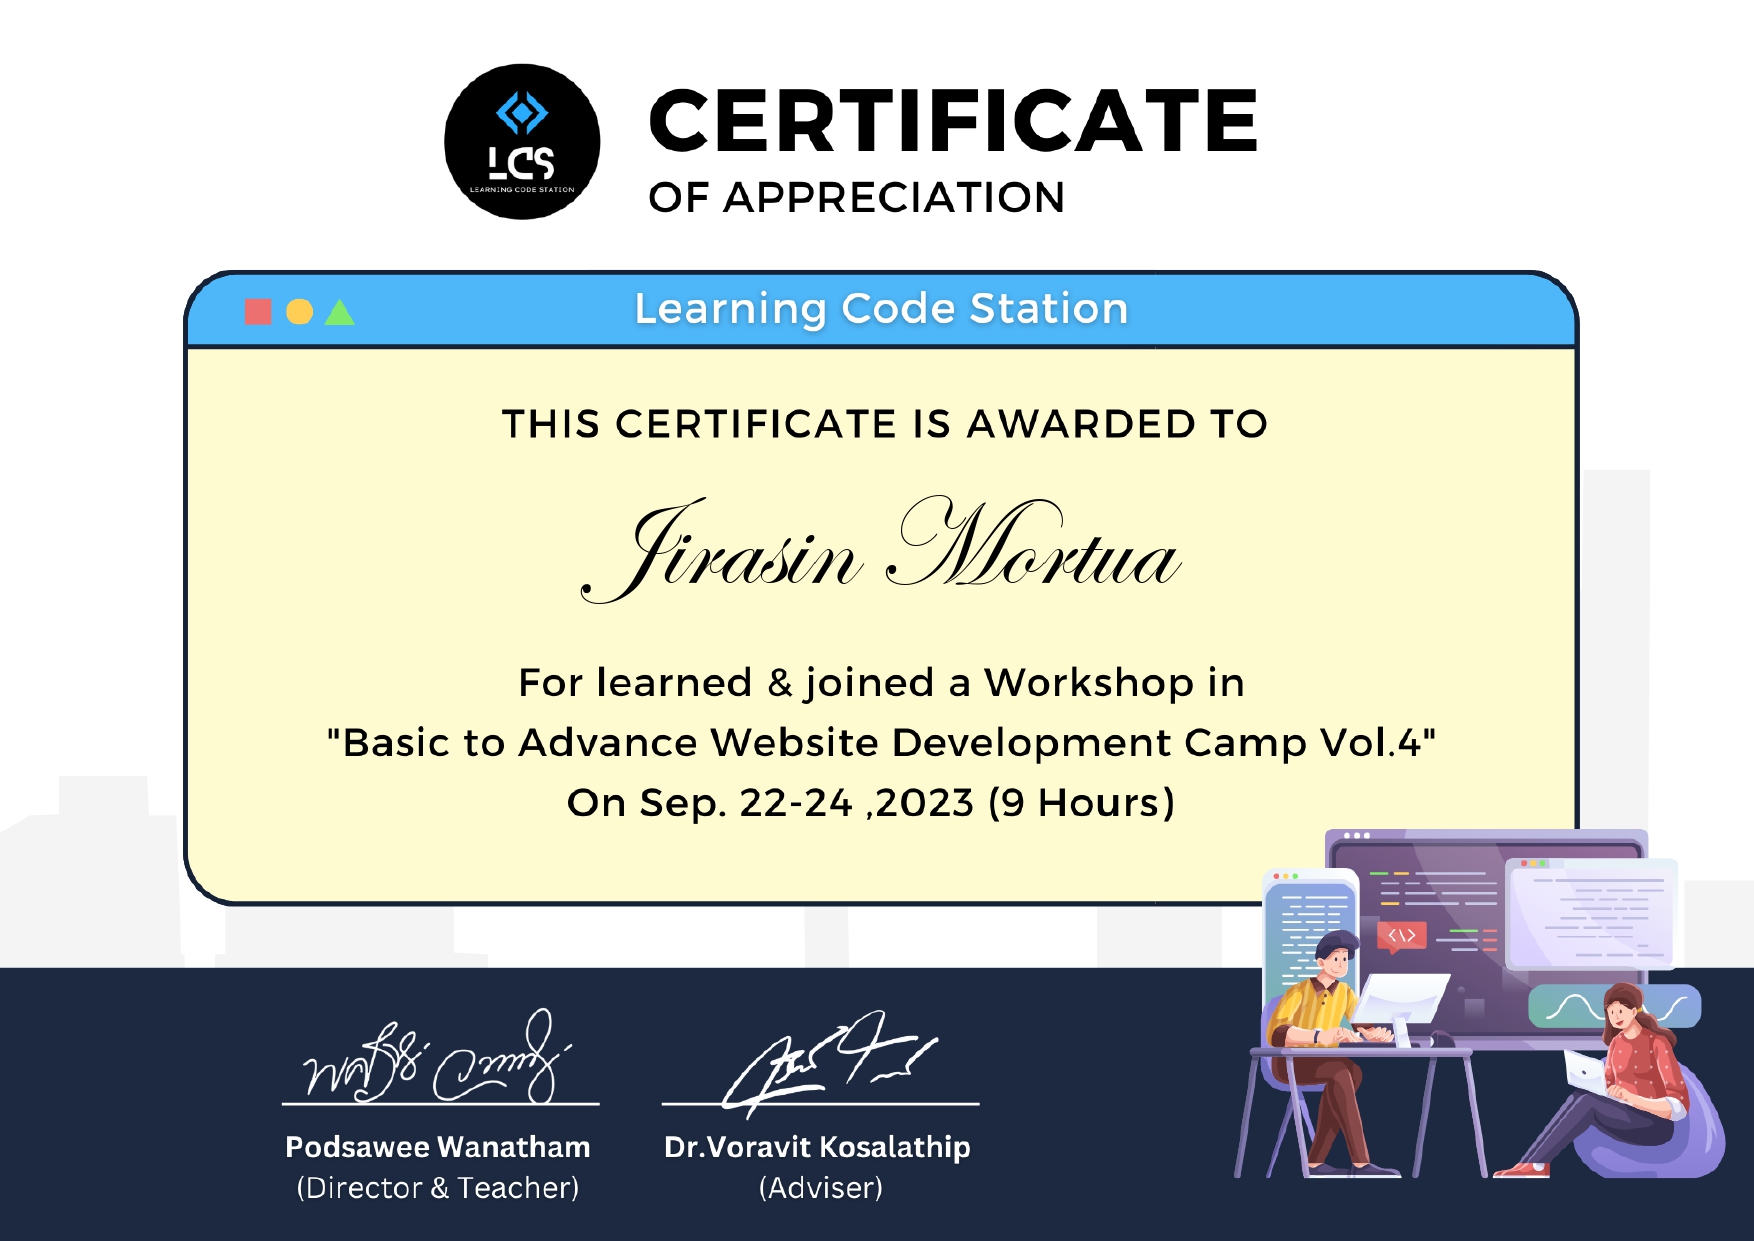 LCS
LEARNING CODE STATION
CERTIFICATE
OF APPRECIATION
Learning Code Station
THIS CERTIFICATE IS AWARDED TO
Jirasin Mortua
For learned & joined a Workshop in
"Basic to Advance Website Development Camp Vol.4"
On Sep. 22-24 ,2023 (9 Hours)
<\>
Podsawee Wanatham
(Director & Teacher)
Dr.Voravit Kosalathip
(Adviser)